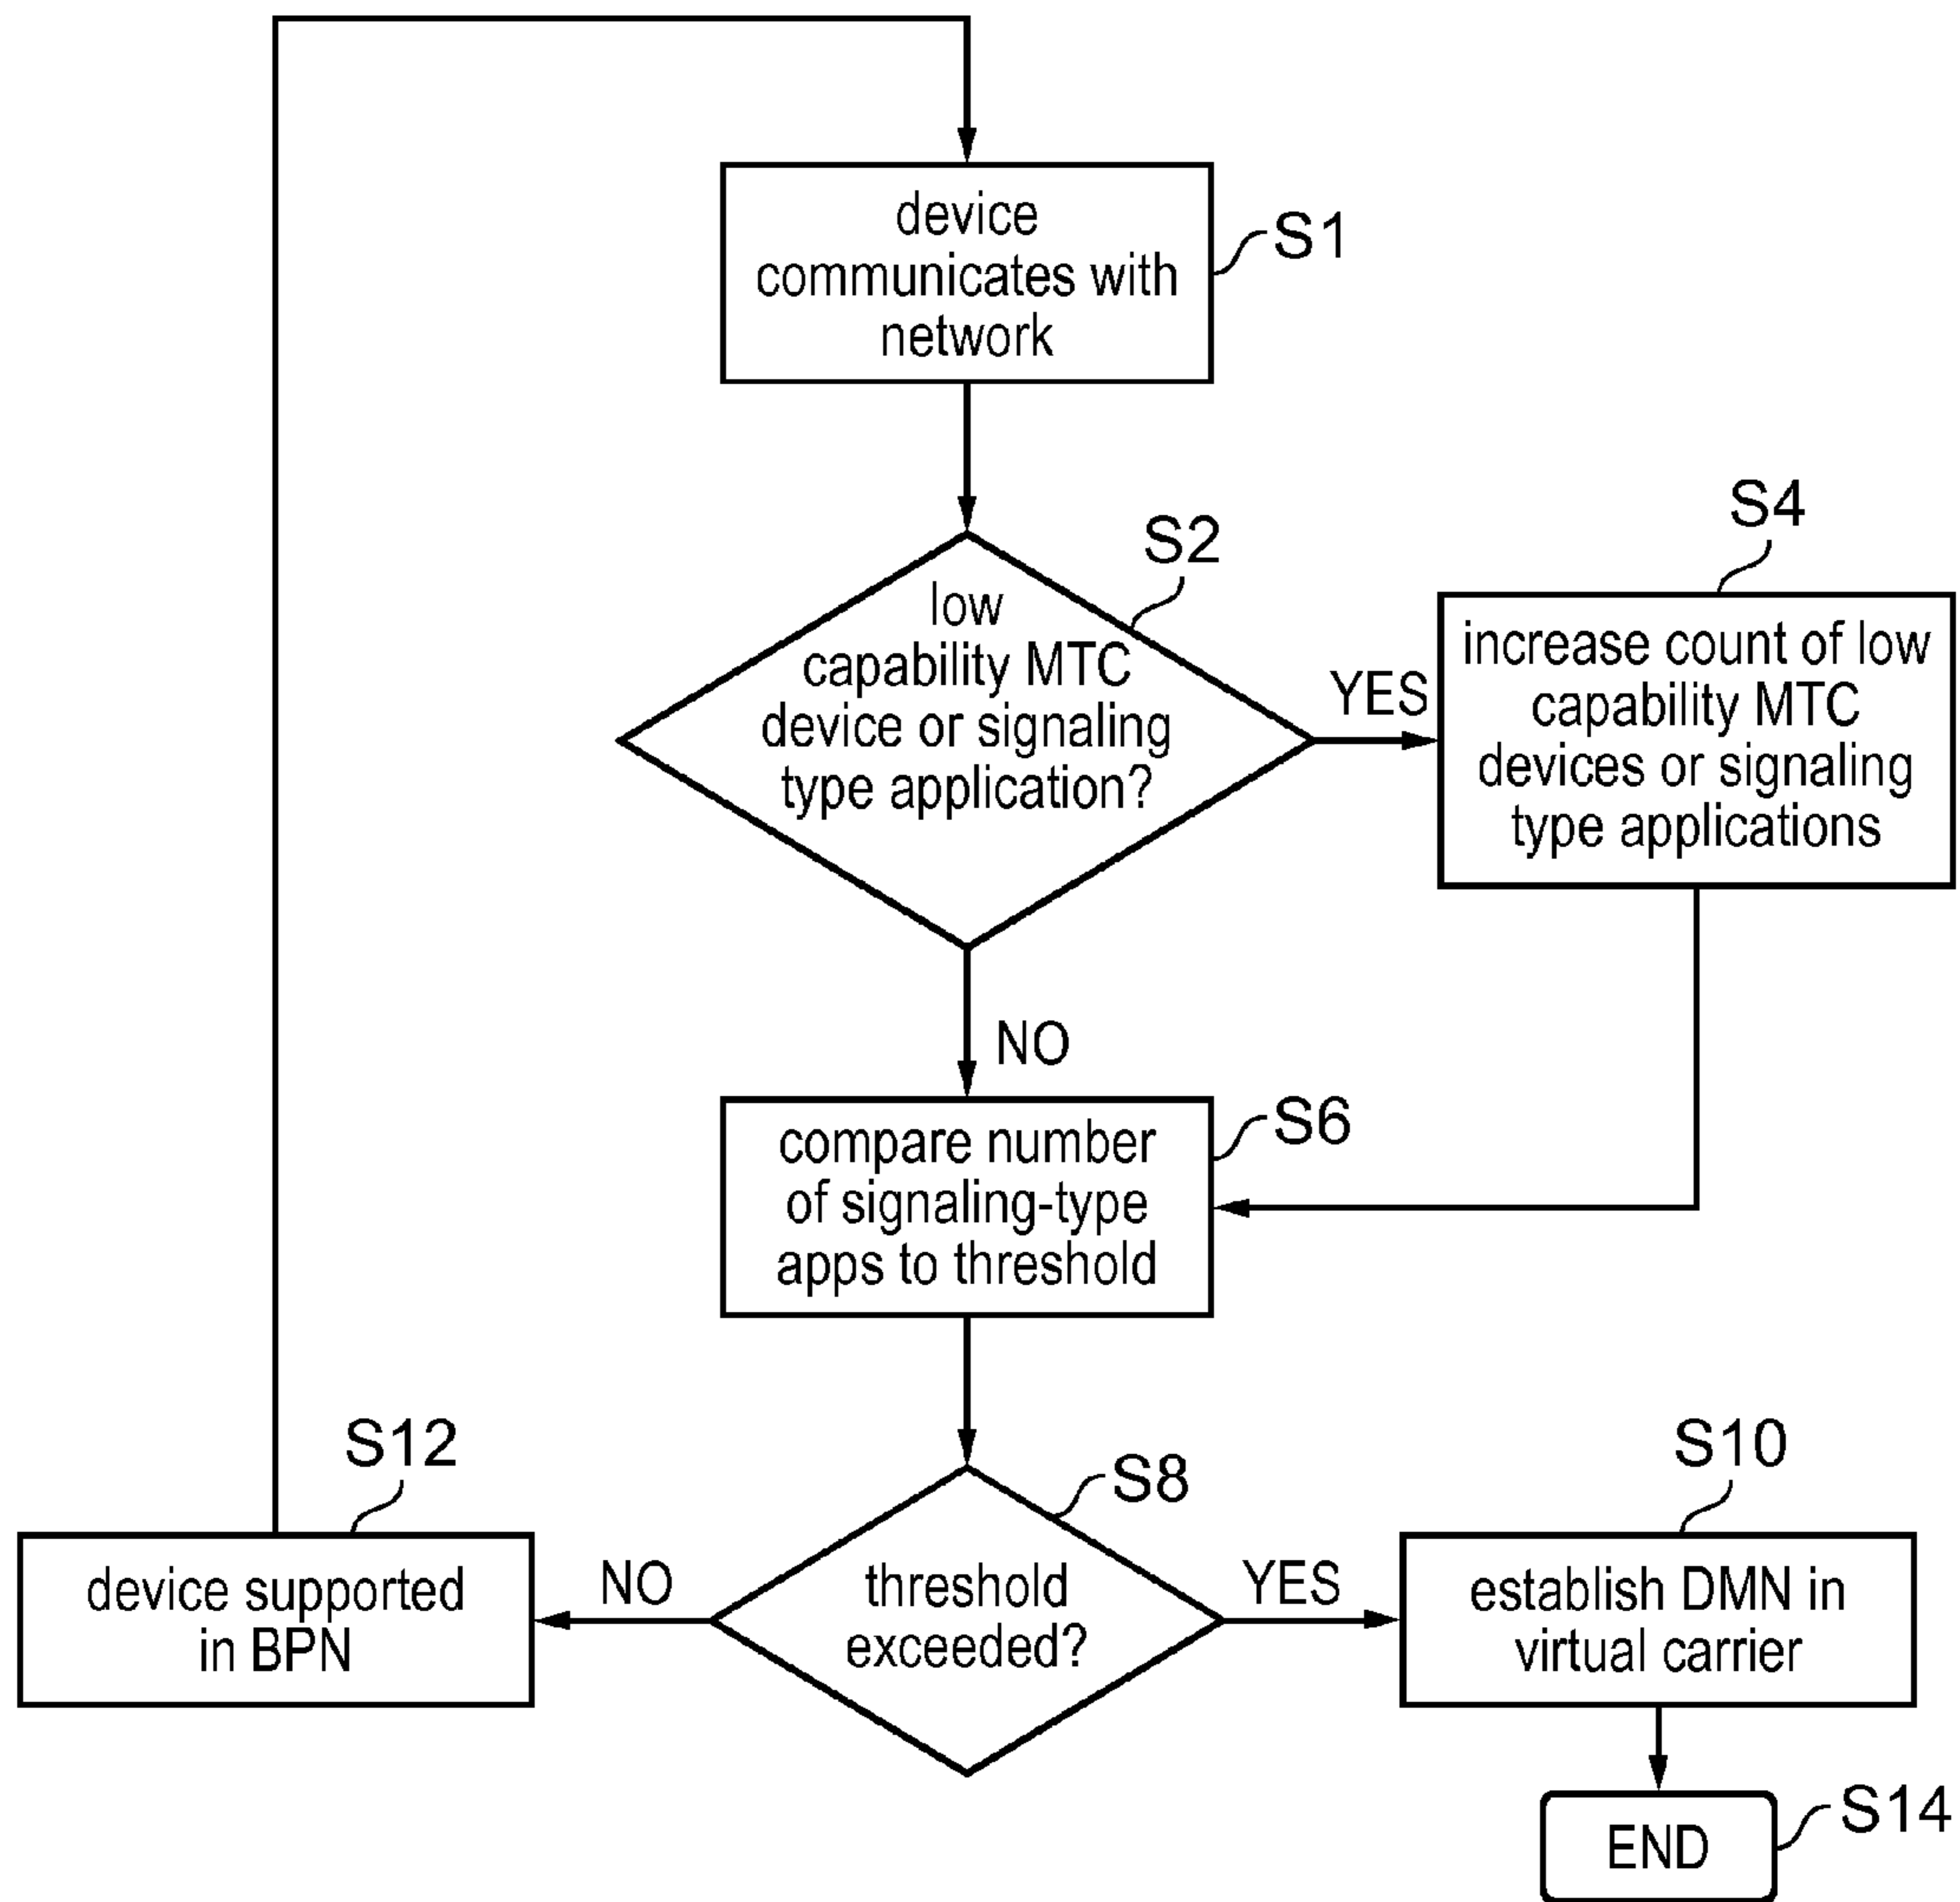 device
communicates with
network
S1
S2
low
capability MTC
device or signaling
type application?
YES
S4
increase count of low
capability MTC
devices or signaling
type applications
NO
S6
compare number
of signaling-type
apps to threshold
S8
threshold
exceeded?
NO
S12
device supported
in BPN
YES
S10
establish DMN in
virtual carrier
END
S14